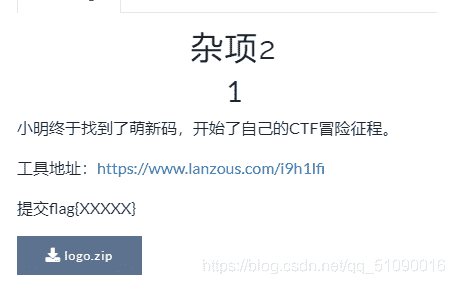 杂项2
1
小明终于找到了萌新码，开始了自己的CTF冒险征程。
工具地址：https://www.lanzous.com/i9h1lfi
提交flag{XXXXX}
logo.zip
https://blog.csdn.net/qq_51090016